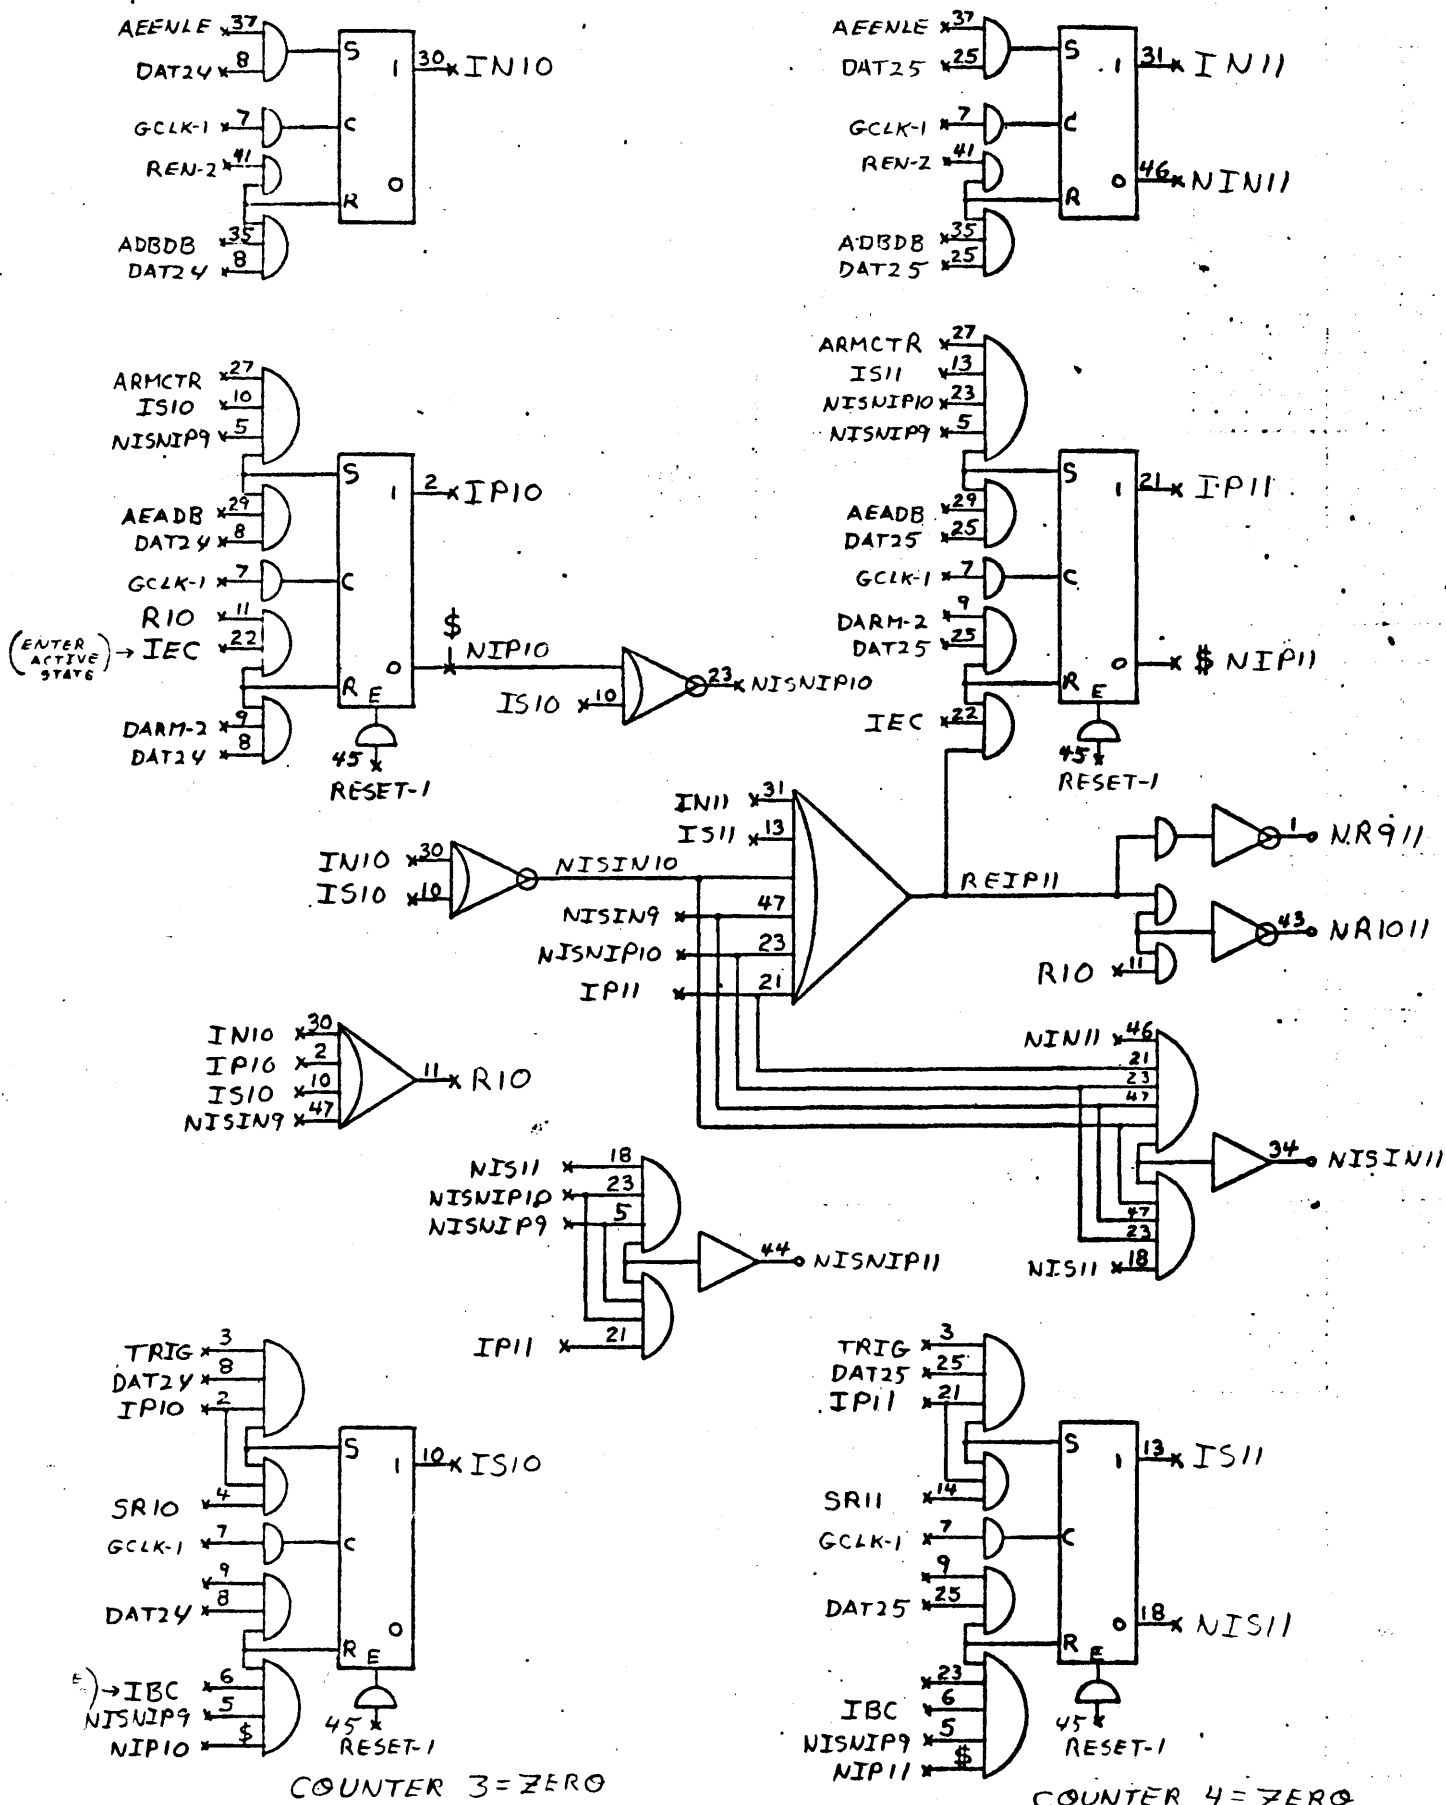 AEENLE 37
DAT24 8
S 1 30 IN10
GCLK-1 7 C
REN-2 41
O
R
ADBDB 35
DAT24 8
AEENLE 37
DAT25 25
S 1 31 IN11
GCLK-1 7 C
REN-2 41
O 46 NIN11
R
ADBDB 35
DAT25 25
ARMCTR 27
IS10 10
NISNIP9 5
S
1 2 IP10
AEADB 29
DAT24 8
GCLK-1 7 C
R10 11
(ENTER ACTIVE STATE) → IEC 22
O $ NIP10
R E
IS10 10
23 NISNIP10
DARM-2 9
DAT24 8
45
RESET-1
ARMCTR 27
IS11 13
NISNIP10 23
NISNIP9 5
S
1 21 IP11
AEADB 29
DAT25 25
GCLK-1 7 C
DARM-2 9
DAT25 25
O $ NIP11
R E
IEC 22
45
RESET-1
IN11 31
IS11 13
IN10 30
IS10 10
NISIN10
NISIN9 47
NISNIP10 23
IP11 21
REIP11
1 NR911
43 NR1011
R10 11
IN10 30
IP10 2
IS10 10
NISIN9 47
11 R10
NIN11 46
21
23
47
34 NISIN11
47
23
NIS11 18
NIS11 18
NISNIP10 23
NISNIP9 5
44 NISNIP11
IP11 21
TRIG 3
DAT24 8
IP10 2
S
1 10 IS10
SR10 4
GCLK-1 7 C
9
DAT24 8
O
R E
E) → IBC 6
NISNIP9 5
NIP10 $
45
RESET-1
COUNTER 3 = ZERO
TRIG 3
DAT25 25
IP11 21
S
1 13 IS11
SR11 14
GCLK-1 7 C
9
DAT25 25
O 18 NIS11
R E
23
IBC 6
NISNIP9 5
NIP11 $
45
RESET-1
COUNTER 4 = ZERO